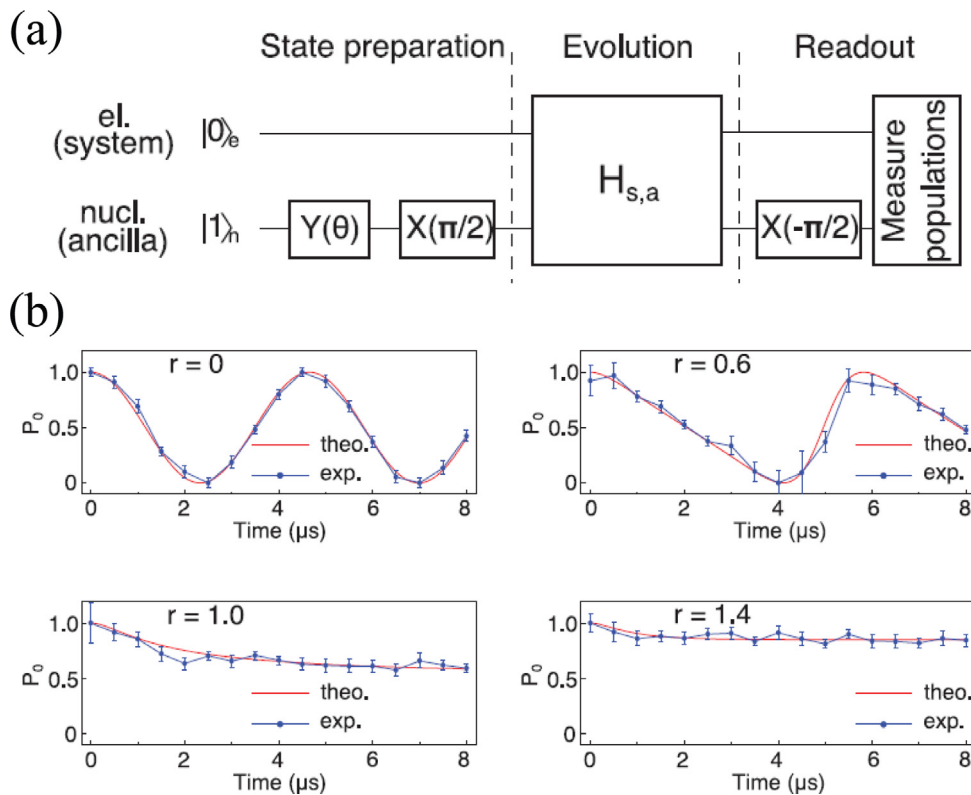 (a)
State preparation Evolution Readout
el.
(system) |0⟩e
nucl.
(ancilla) |1⟩n Y(θ) X(π/2) Hs,a X(-π/2) Measure populations
(b)
r = 0
P0
1.0
0.5
0
theo.
exp.
0 2 4 6 8
Time (μs)
r = 0.6
P0
1.0
0.5
0
theo.
exp.
0 2 4 6 8
Time (μs)
r = 1.0
P0
1.0
0.5
0
theo.
exp.
0 2 4 6 8
Time (μs)
r = 1.4
P0
1.0
0.5
0
theo.
exp.
0 2 4 6 8
Time (μs)